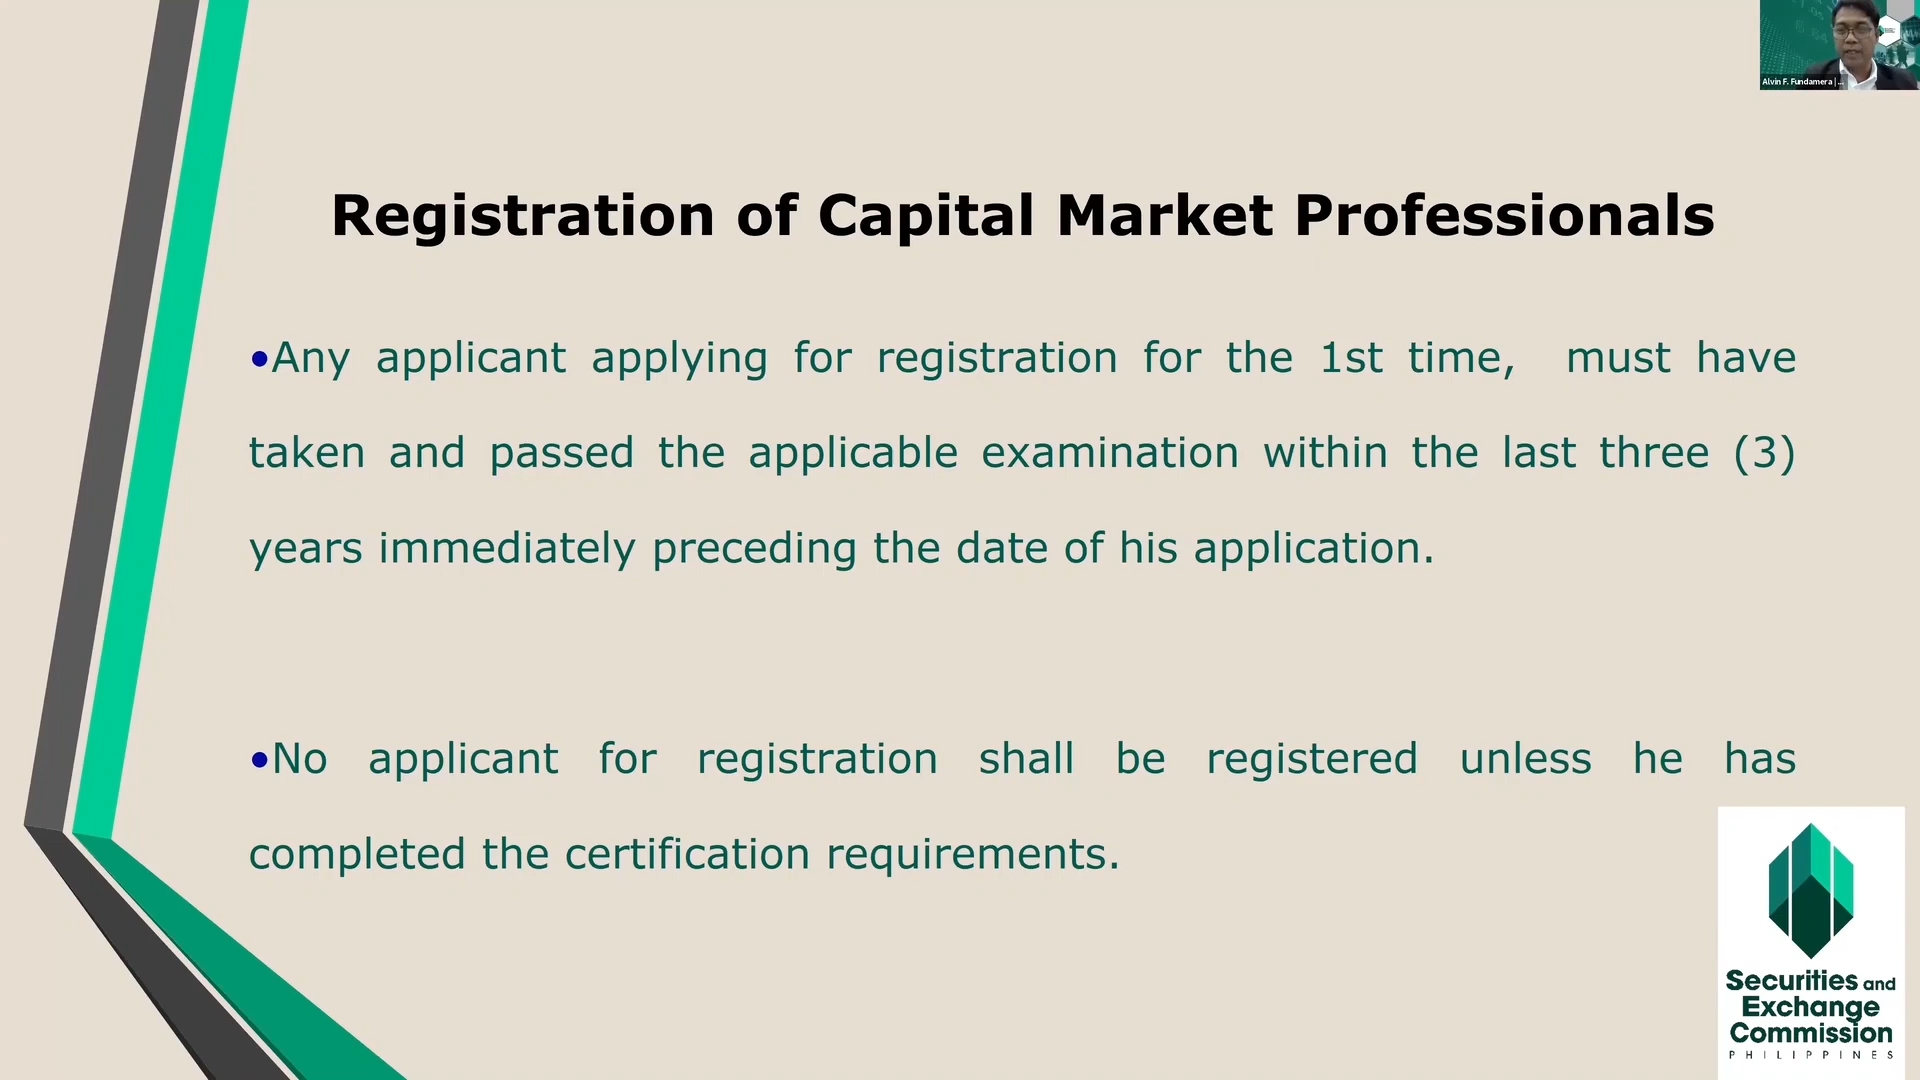 Alvin F. Fundamera | ...
Registration of Capital Market Professionals
•Any applicant applying for registration for the 1st time, must have
taken and passed the applicable examination within the last three (3)
years immediately preceding the date of his application.
•No applicant for registration shall be registered unless he has
completed the certification requirements.
Securities and
Exchange
Commission
PHILIPPINES